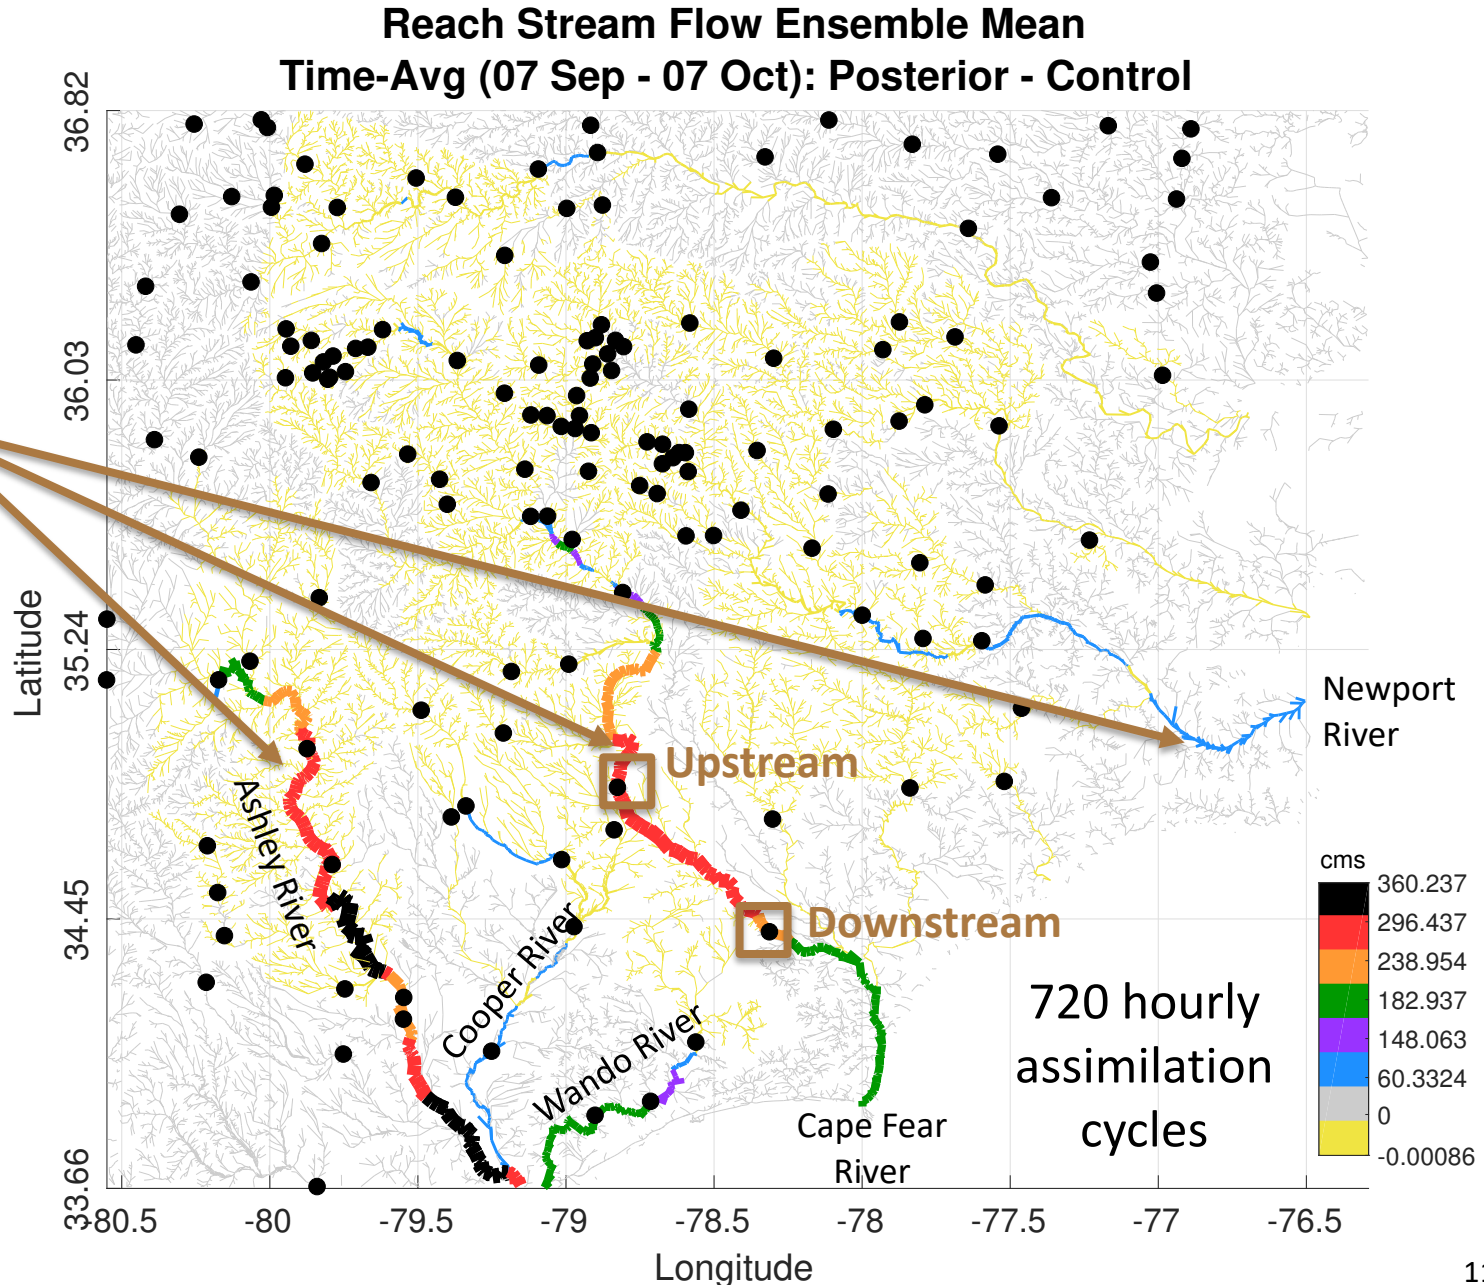 Reach Stream Flow Ensemble Mean
Time-Avg (07 Sep - 07 Oct): Posterior - Control
36.82
36.03
35.24
34.45
33.66
Latitude
Newport
River
Upstream
Ashley River
Downstream
Cooper River
Wando River
Cape Fear
River
720 hourly
assimilation
cycles
cms
360.237
296.437
238.954
182.937
148.063
60.3324
0
-0.00086
-80.5
-80
-79.5
-79
-78.5
-78
-77.5
-77
-76.5
Longitude